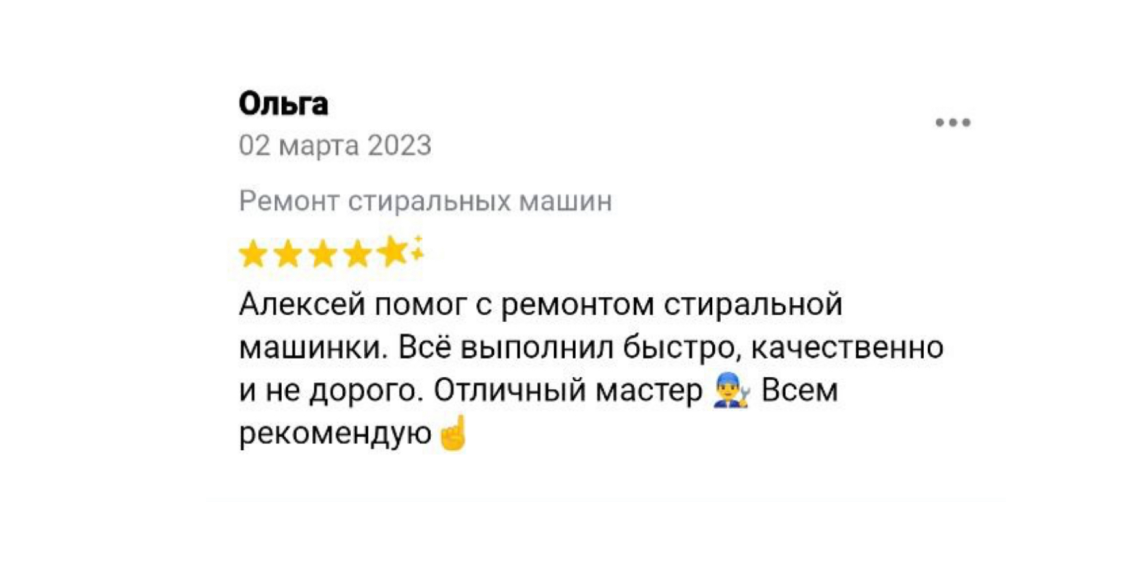 Ольга
02 марта 2023
Ремонт стиральных машин
Алексей помог с ремонтом стиральной
машинки. Всё выполнил быстро, качественно
и не дорого. Отличный мастер 👨‍🔧 Всем
рекомендую☝️